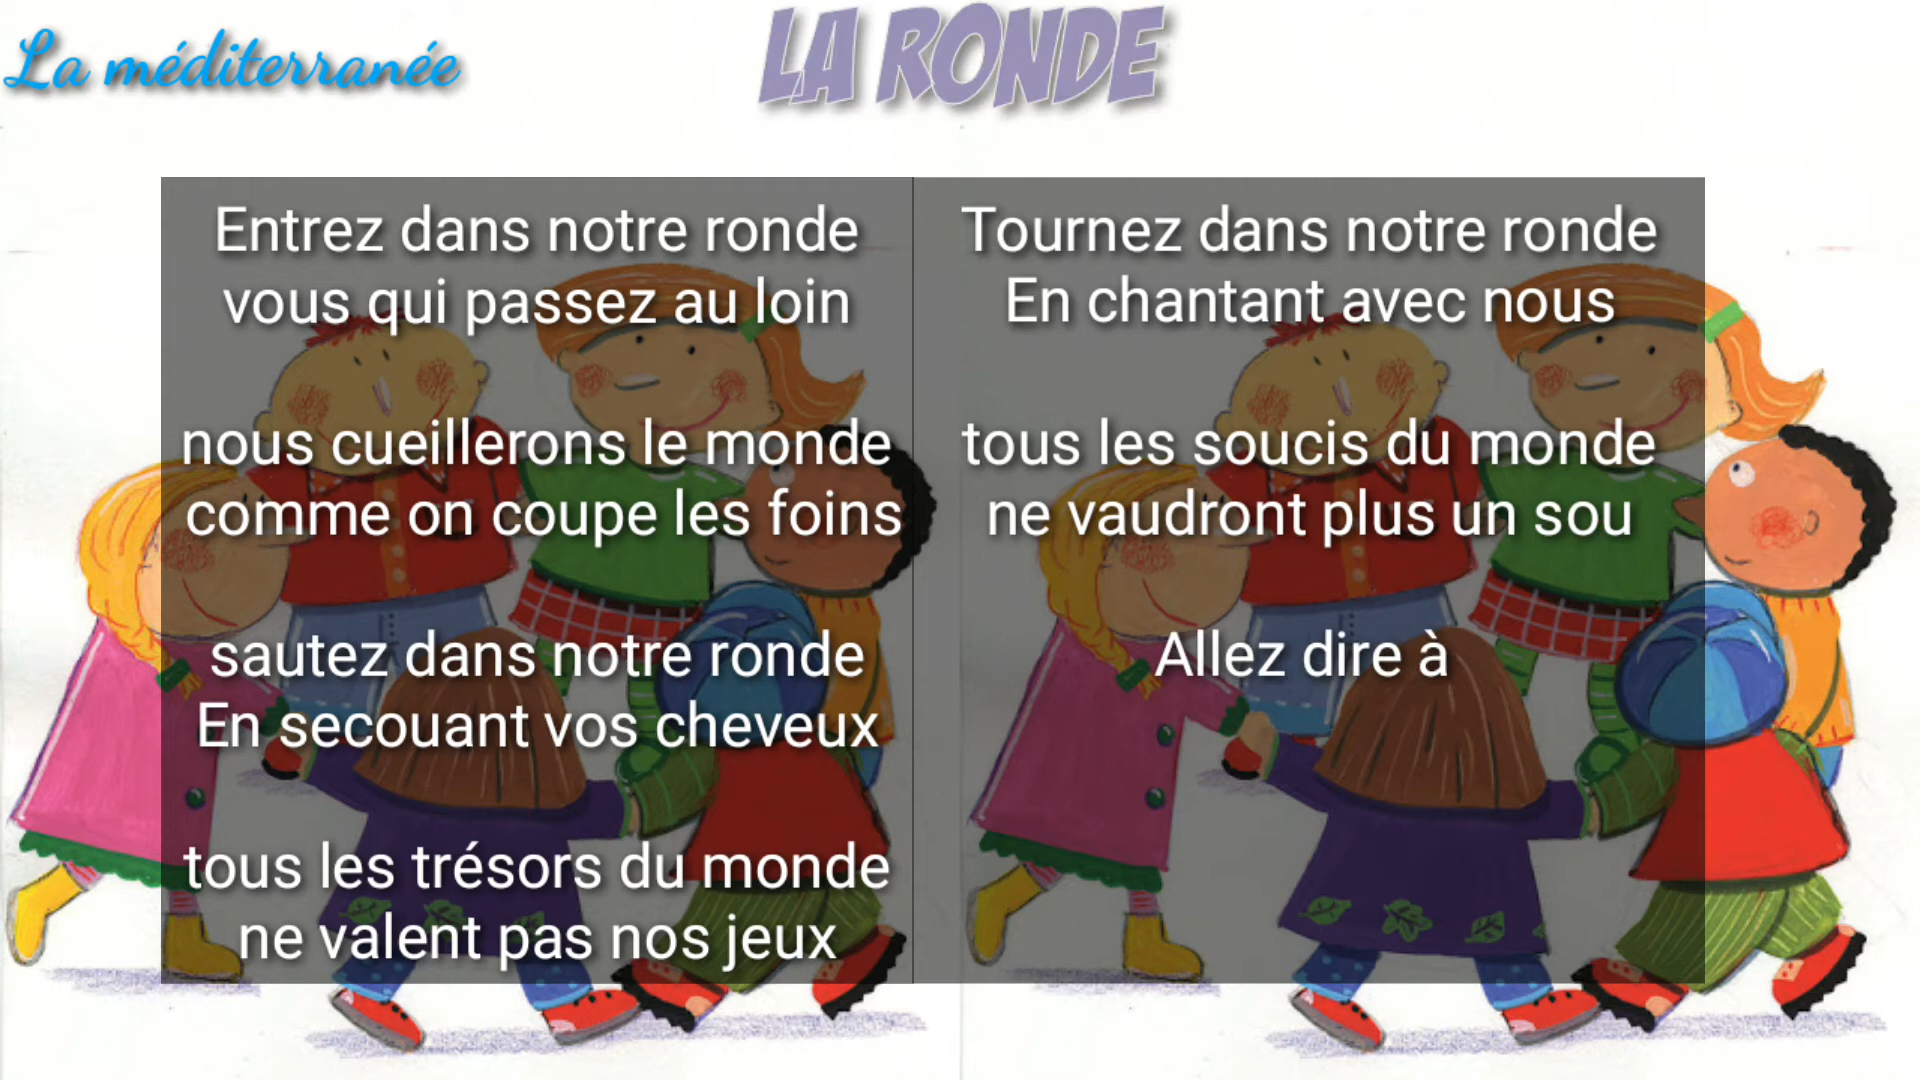 La méditerranée
LA RONDE
Entrez dans notre ronde
vous qui passez au loin
nous cueillerons le monde
comme on coupe les foins
sautez dans notre ronde
En secouant vos cheveux
tous les trésors du monde
ne valent pas nos jeux
Tournez dans notre ronde
En chantant avec nous
tous les soucis du monde
ne vaudront plus un sou
Allez dire à